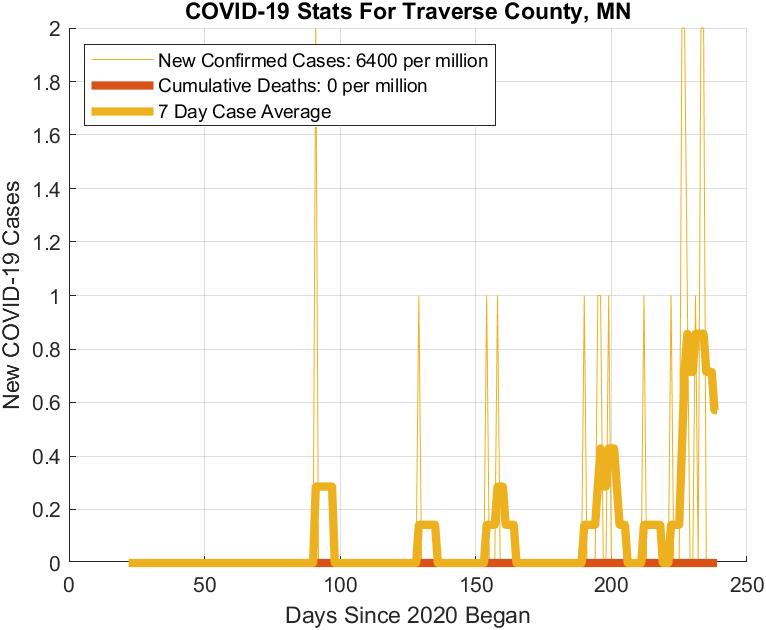 COVID-19 Stats For Traverse County, MN
New Confirmed Cases: 6400 per million
Cumulative Deaths: 0 per million
7 Day Case Average
New COVID-19 Cases
2
1.8
1.6
1.4
1.2
1
0.8
0.6
0.4
0.2
0
0 50 100 150 200 250
Days Since 2020 Began